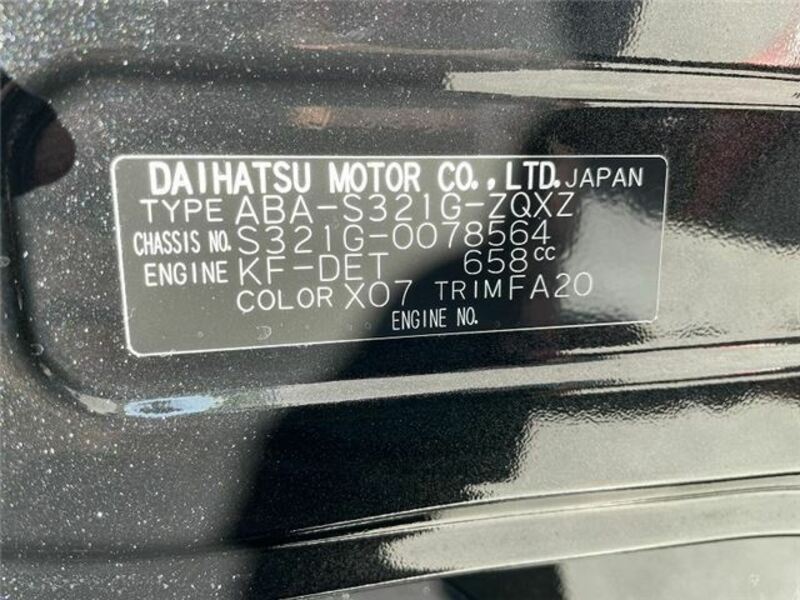 DAIHATSU MOTOR CO., LTD. JAPAN
TYPE ABA-S321G-ZQXZ
CHASSIS NO. S321G-0078564
ENGINE KF-DET 658cc
COLOR X07 TRIM FA20
ENGINE NO.